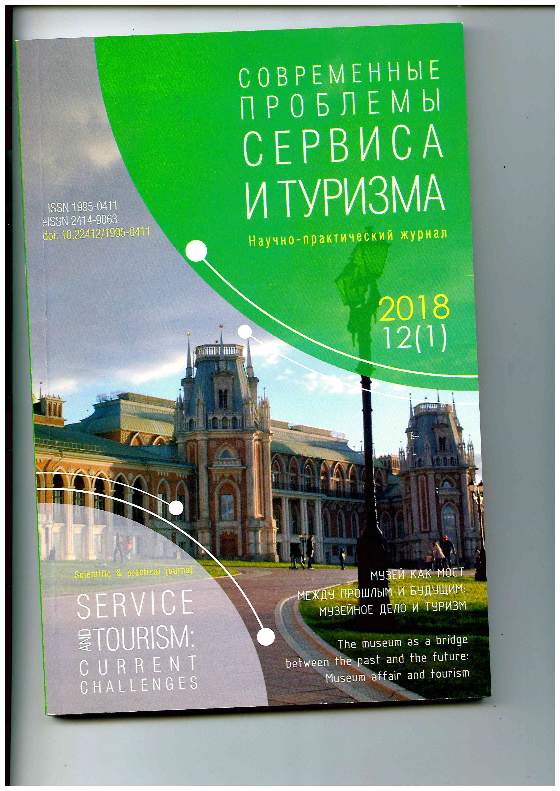 СОВРЕМЕННЫЕ
ПРОБЛЕМЫ
СЕРВИСА
И ТУРИЗМА
Научно-практический журнал
ISSN 1995-0411
eISSN 2414-9063
doi: 10.22412/1995-0411
2018
12(1)
Scientific & practical journal
SERVICE
AND TOURISM:
CURRENT
CHALLENGES
МУЗЕЙ КАК МОСТ
МЕЖДУ ПРОШЛЫМ И БУДУЩИМ:
МУЗЕЙНОЕ ДЕЛО И ТУРИЗМ
The museum as a bridge
between the past and the future:
Museum affair and tourism